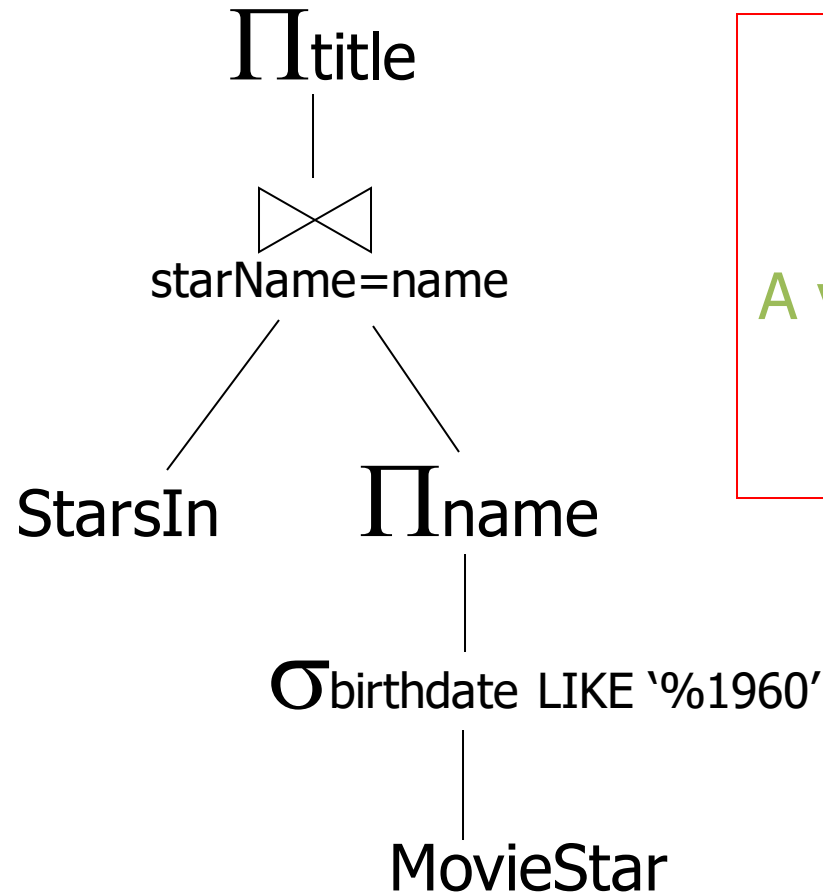 Πtitle
starName=name
StarsIn
Πname
σbirthdate LIKE ‘%1960’
MovieStar
A